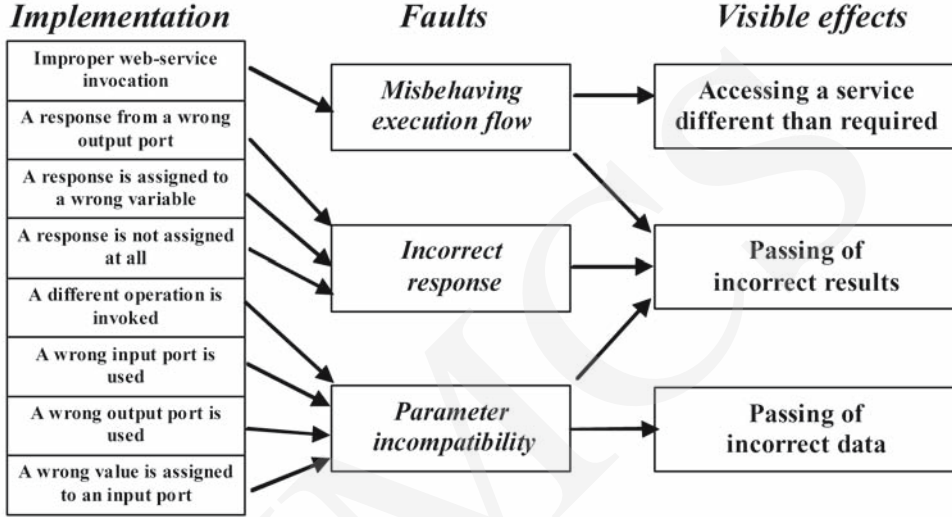 Implementation
Faults
Visible effects
Improper web-service
invocation
A response from a wrong
output port
A response is assigned to
a wrong variable
A response is not assigned
at all
A different operation is
invoked
A wrong input port is
used
A wrong output port is
used
A wrong value is assigned
to an input port
Misbehaving
execution flow
Incorrect
response
Parameter
incompatibility
Accessing a service
different than required
Passing of
incorrect results
Passing of
incorrect data
UMCS